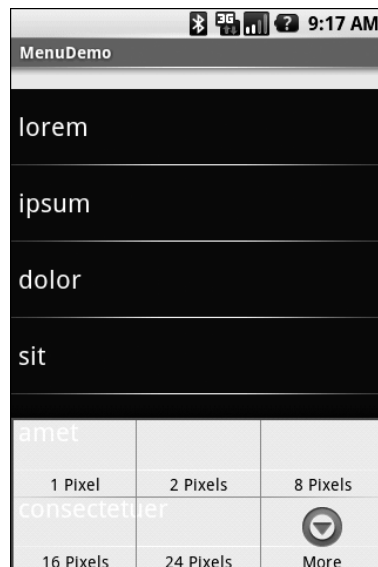 3G 9:17 AM
MenuDemo
lorem
ipsum
dolor
sit
amet
1 Pixel 2 Pixels 8 Pixels
consectetuer
16 Pixels 24 Pixels More